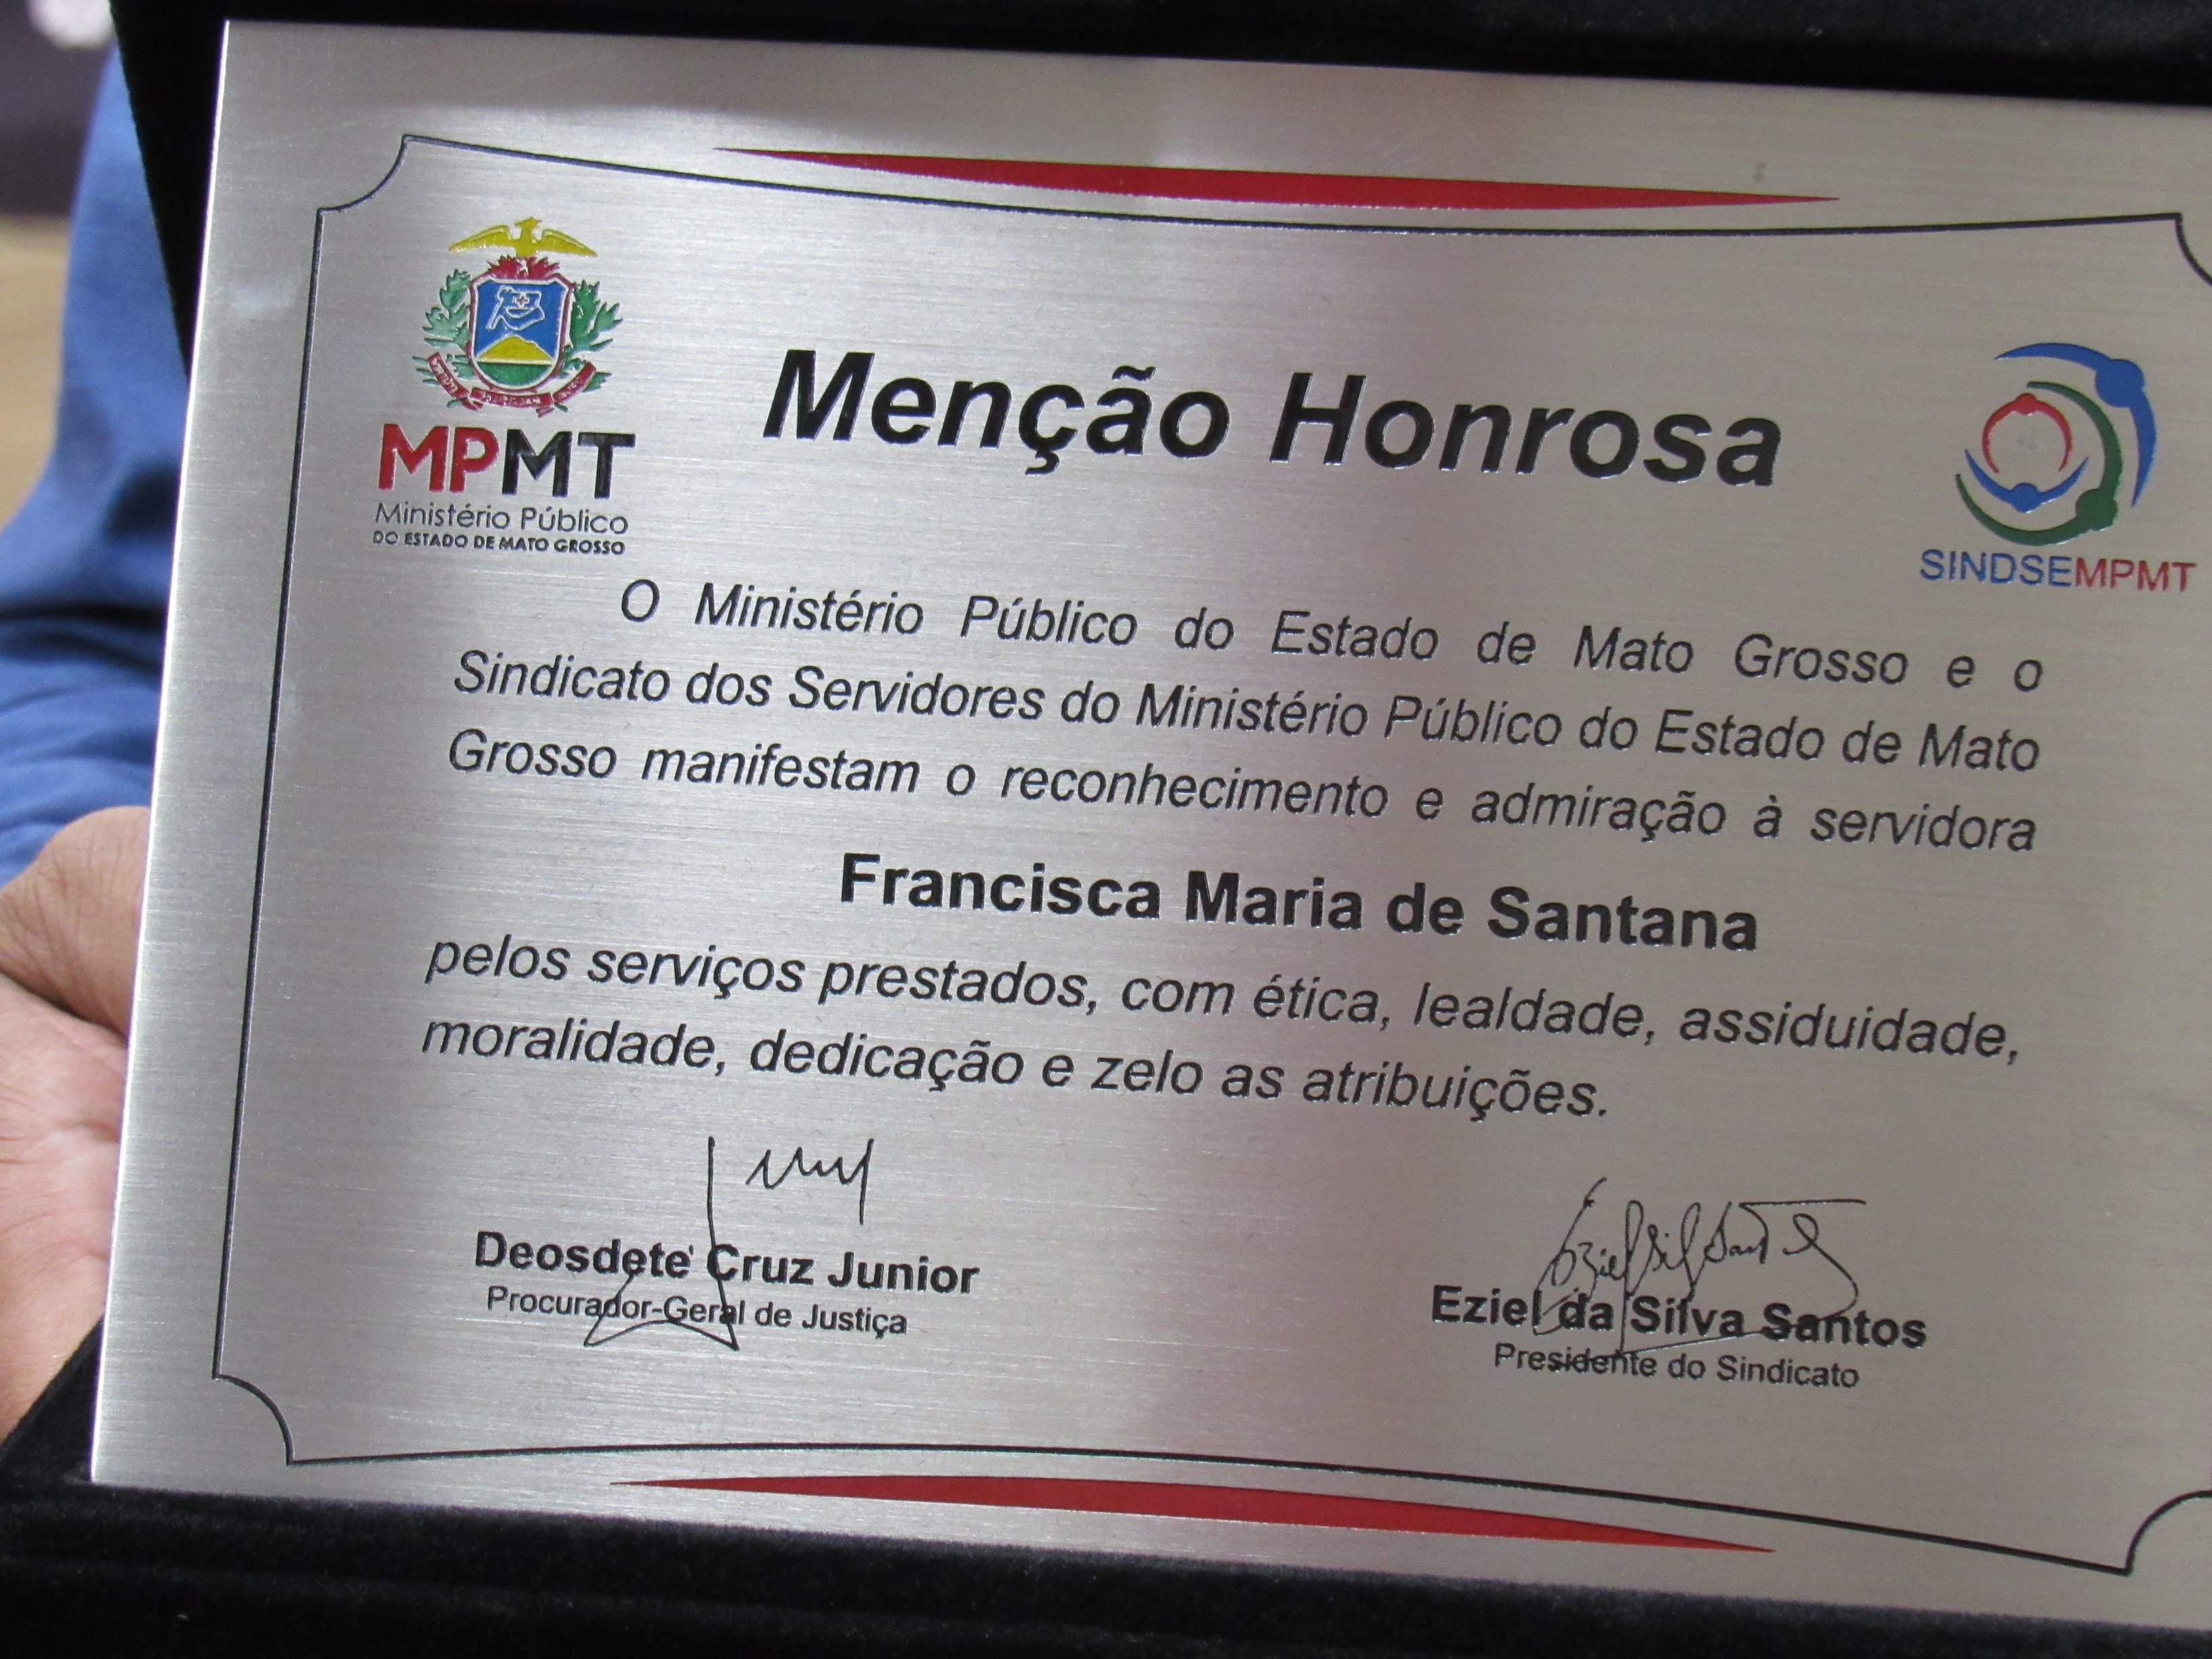 Menção Honrosa
MPMT
Ministério Público
DO ESTADO DE MATO GROSSO
SINDSEMPMT
O Ministério Público do Estado de Mato Grosso e o
Sindicato dos Servidores do Ministério Público do Estado de Mato
Grosso manifestam o reconhecimento e admiração à servidora
Francisca Maria de Santana
pelos serviços prestados, com ética, lealdade, assiduidade,
moralidade, dedicação e zelo as atribuições.
Deosdete Cruz Junior
Procurador-Geral de Justiça
Eziel da Silva Santos
Presidente do Sindicato